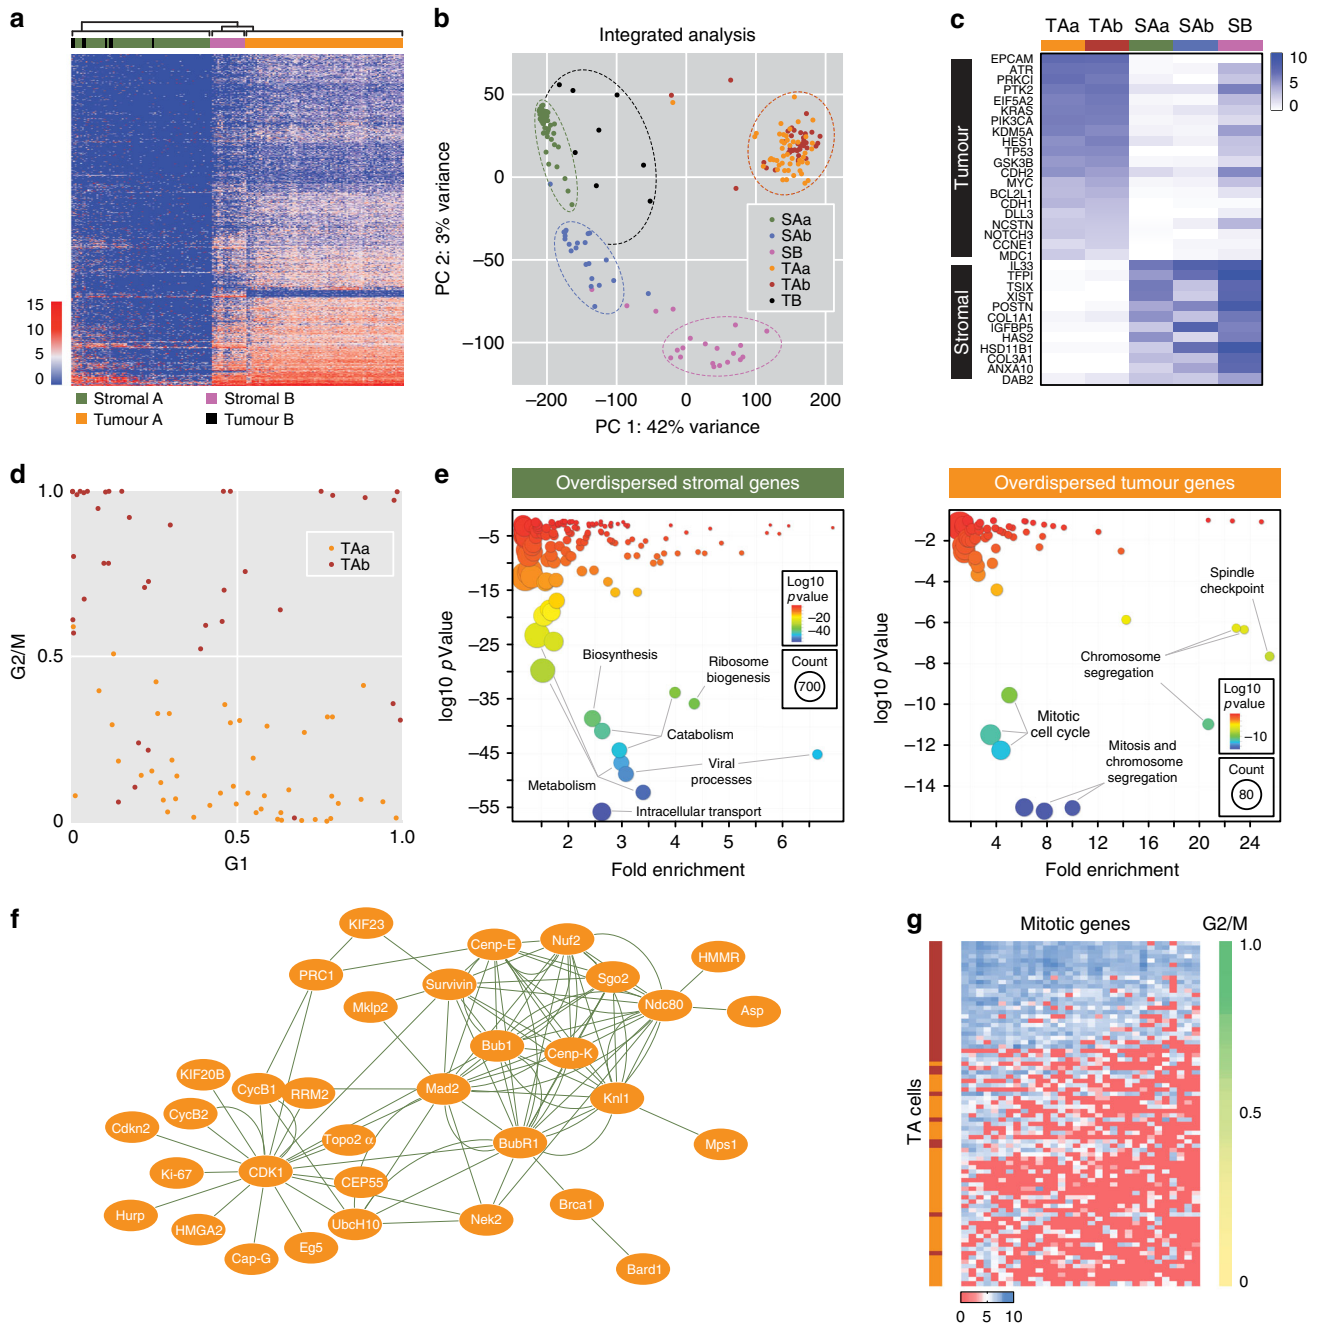 a
15
10
5
0
Stromal A
Stromal B
Tumour A
Tumour B
b
Integrated analysis
PC 2: 3% variance
50
0
−50
−100
−200
−100
0
100
200
PC 1: 42% variance
SAa
SAb
SB
TAa
TAb
TB
c
TAa TAb SAa SAb SB
Tumour
Stromal
EPCAM
ATR
PRKCI
PTK2
EIF5A2
KRAS
PIK3CA
KDM5A
HES1
TP53
GSK3B
CDH2
MYC
BCL2L1
CDH1
DLL3
NCSTN
NOTCH3
CCNE1
MDC1
IL33
TFPI
TSIX
XIST
POSTN
COL1A1
IGFBP5
HAS2
HSD11B1
COL3A1
ANXA10
DAB2
10
5
0
d
G2/M
1.0
0.5
0
0
0.5
1.0
G1
TAa
TAb
e
Overdispersed stromal genes
log10 p Value
−5
−15
−25
−35
−45
−55
2 3 4 5 6
Fold enrichment
Log10
pvalue
−20
−40
Count
700
Biosynthesis
Ribosome
biogenesis
Catabolism
Viral
processes
Metabolism
Intracellular transport
Overdispersed tumour genes
log10 p Value
−2
−4
−6
−8
−10
−12
−14
4 8 12 16 20 24
Fold enrichment
Spindle
checkpoint
Chromosome
segregation
Mitotic
cell cycle
Mitosis and
chromosome
segregation
Log10
pvalue
−10
Count
80
f
KIF23
Cenp-E
Nuf2
PRC1
Survivin
Sgo2
HMMR
Mklp2
Ndc80
Asp
Bub1
Cenp-K
KIF20B
CycB1
RRM2
Mad2
Knl1
CycB2
Cdkn2
Topo2 α
BubR1
Mps1
Ki-67
CDK1
CEP55
Hurp
HMGA2
UbcH10
Nek2
Brca1
Cap-G
Eg5
Bard1
g
Mitotic genes
G2/M
TA cells
1.0
0.5
0
0 5 10